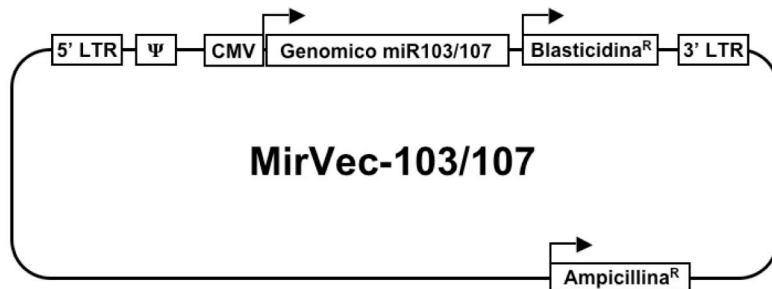 5' LTR Ψ CMV Genomico miR103/107 Blasticidinaᴿ 3' LTR
MirVec-103/107
Ampicillinaᴿ